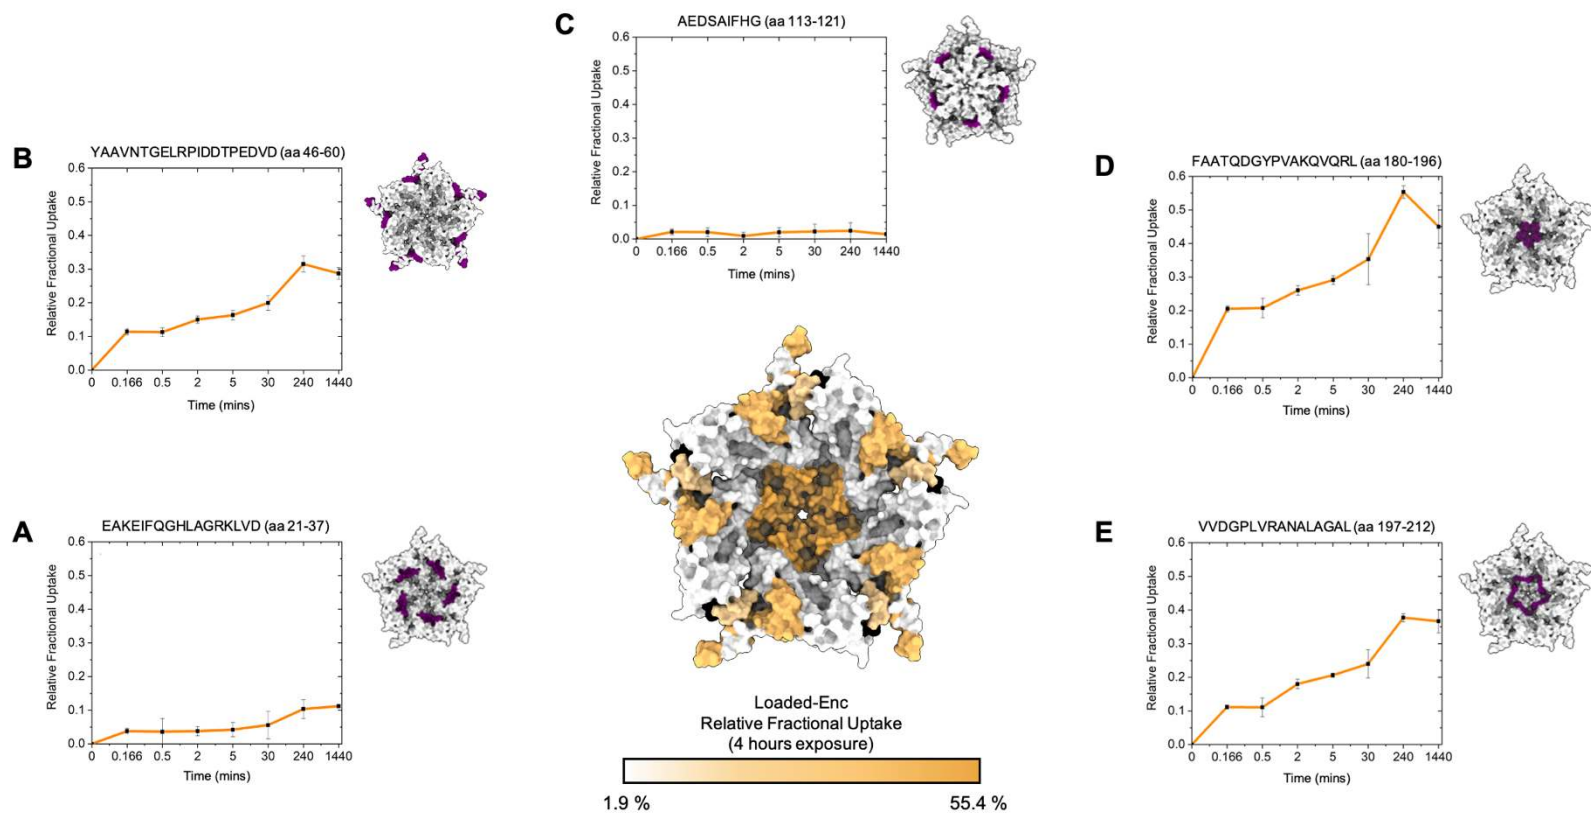 C
AEDSAIFHG (aa 113-121)
Relative Fractional Uptake
0.6
0.5
0.4
0.3
0.2
0.1
0.0
0 0.166 0.5 2 5 30 240 1440
Time (mins)
B
YAAVNTGELRPIDDTPEDVD (aa 46-60)
Relative Fractional Uptake
0.6
0.5
0.4
0.3
0.2
0.1
0.0
0 0.166 0.5 2 5 30 240 1440
Time (mins)
D
FAATQDGYPVAKQVQRL (aa 180-196)
Relative Fractional Uptake
0.6
0.5
0.4
0.3
0.2
0.1
0.0
0 0.166 0.5 2 5 30 240 1440
Time (mins)
A
EAKEIFQGHLAGRKLVD (aa 21-37)
Relative Fractional Uptake
0.6
0.5
0.4
0.3
0.2
0.1
0.0
0 0.166 0.5 2 5 30 240 1440
Time (mins)
E
VVDGPLVRANALAGAL (aa 197-212)
Relative Fractional Uptake
0.6
0.5
0.4
0.3
0.2
0.1
0.0
0 0.166 0.5 2 5 30 240 1440
Time (mins)
Loaded-Enc
Relative Fractional Uptake
(4 hours exposure)
1.9 % 55.4 %